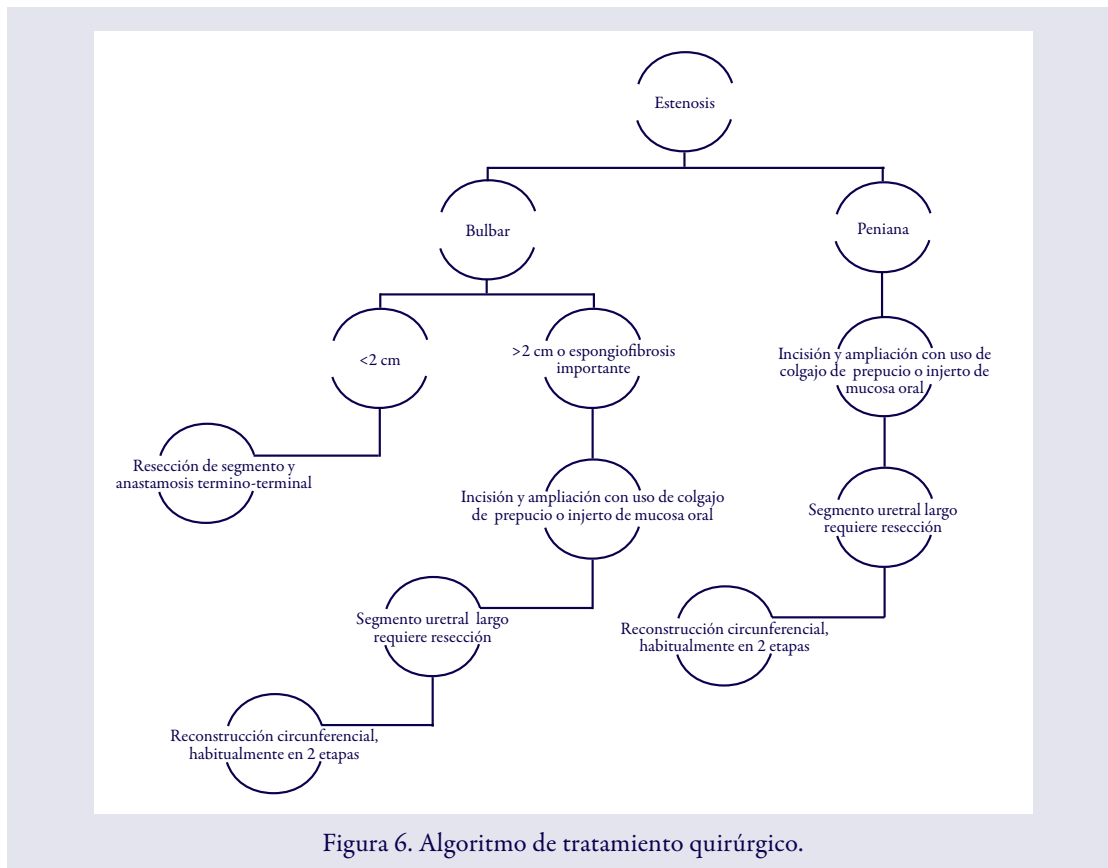 Estenosis
Bulbar
Peniana
<2 cm
>2 cm o espongiofibrosis
importante
Incisión y ampliación con uso de
colgajo de prepucio o injerto de
mucosa oral
Resección de segmento y
anastamosis termino-terminal
Incisión y ampliación con uso de colgajo
de prepucio o injerto de mucosa oral
Segmento uretral largo
requiere resección
Segmento uretral largo
requiere resección
Reconstrucción circunferencial,
habitualmente en 2 etapas
Reconstrucción circunferencial,
habitualmente en 2 etapas
Figura 6. Algoritmo de tratamiento quirúrgico.